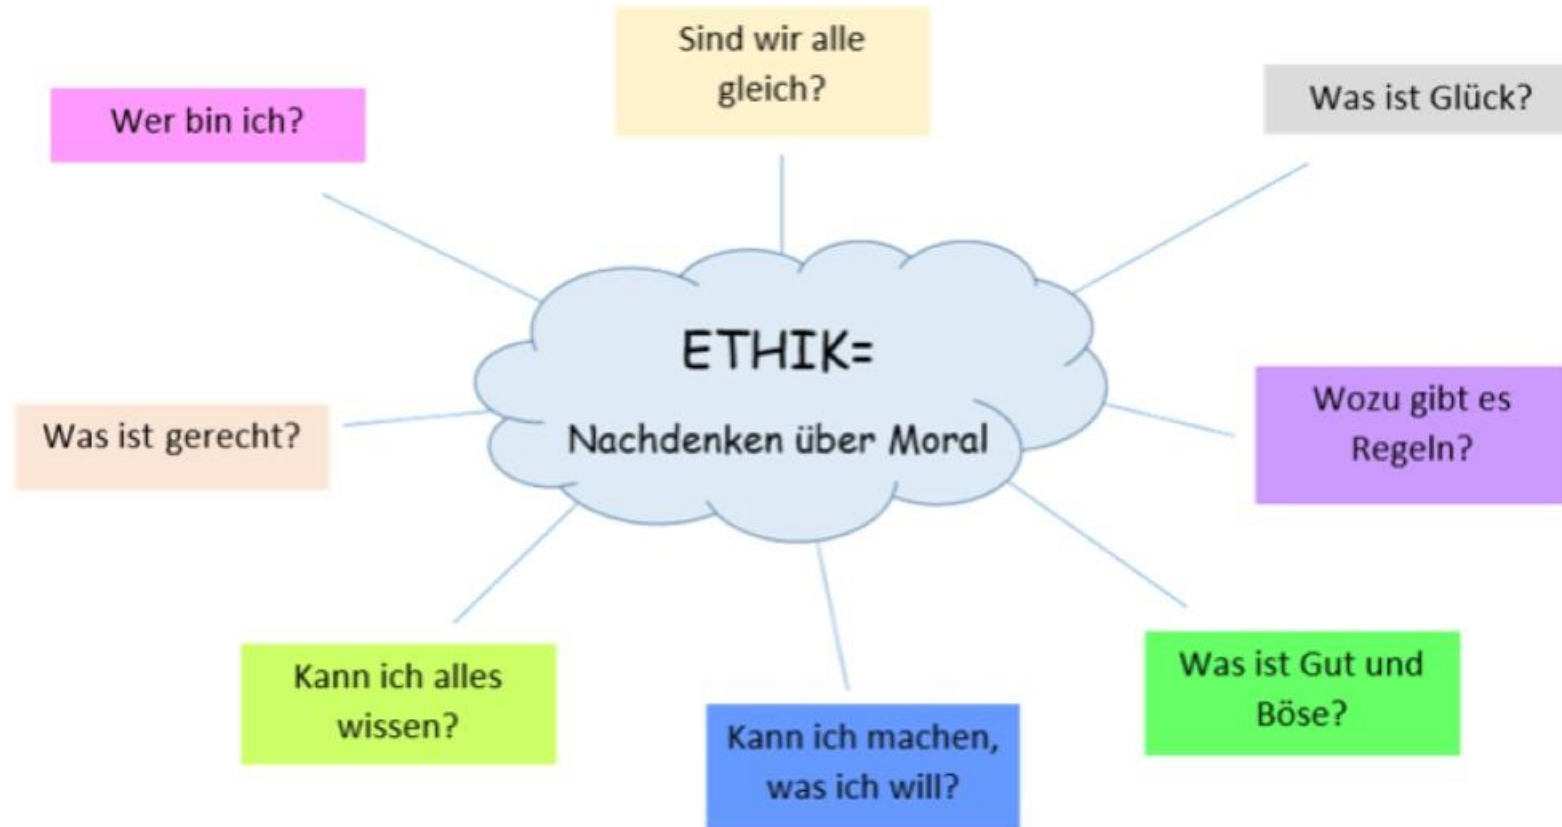 Sind wir alle
gleich?
Wer bin ich?
Was ist Glück?
ETHIK=
Nachdenken über Moral
Was ist gerecht?
Wozu gibt es
Regeln?
Kann ich alles
wissen?
Kann ich machen,
was ich will?
Was ist Gut und
Böse?